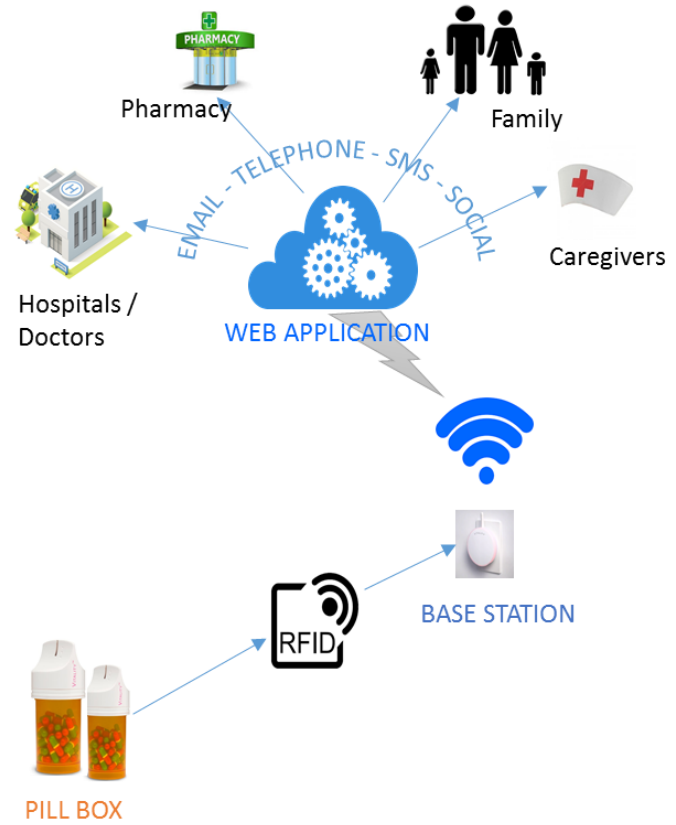 PHARMACY
Pharmacy
Family
EMAIL - TELEPHONE - SMS - SOCIAL
H
Caregivers
Hospitals /
Doctors
WEB APPLICATION
RFID
BASE STATION
PILL BOX